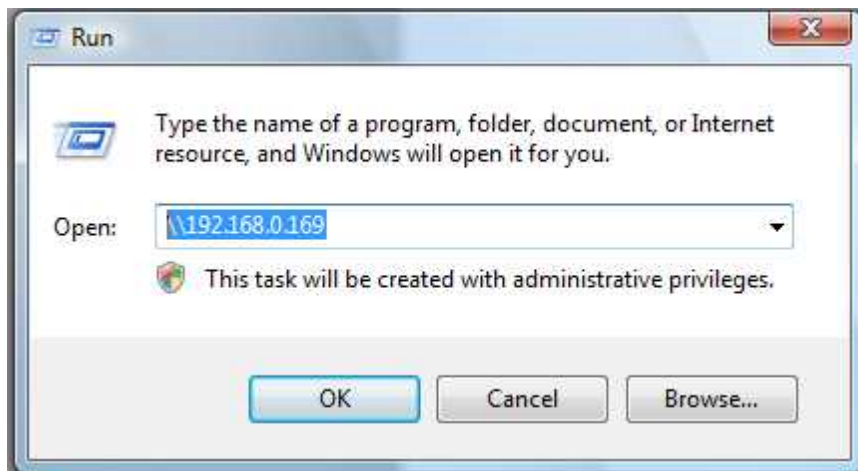 Run
Type the name of a program, folder, document, or Internet
resource, and Windows will open it for you.
Open:
\\192.168.0.169
This task will be created with administrative privileges.
OK
Cancel
Browse...